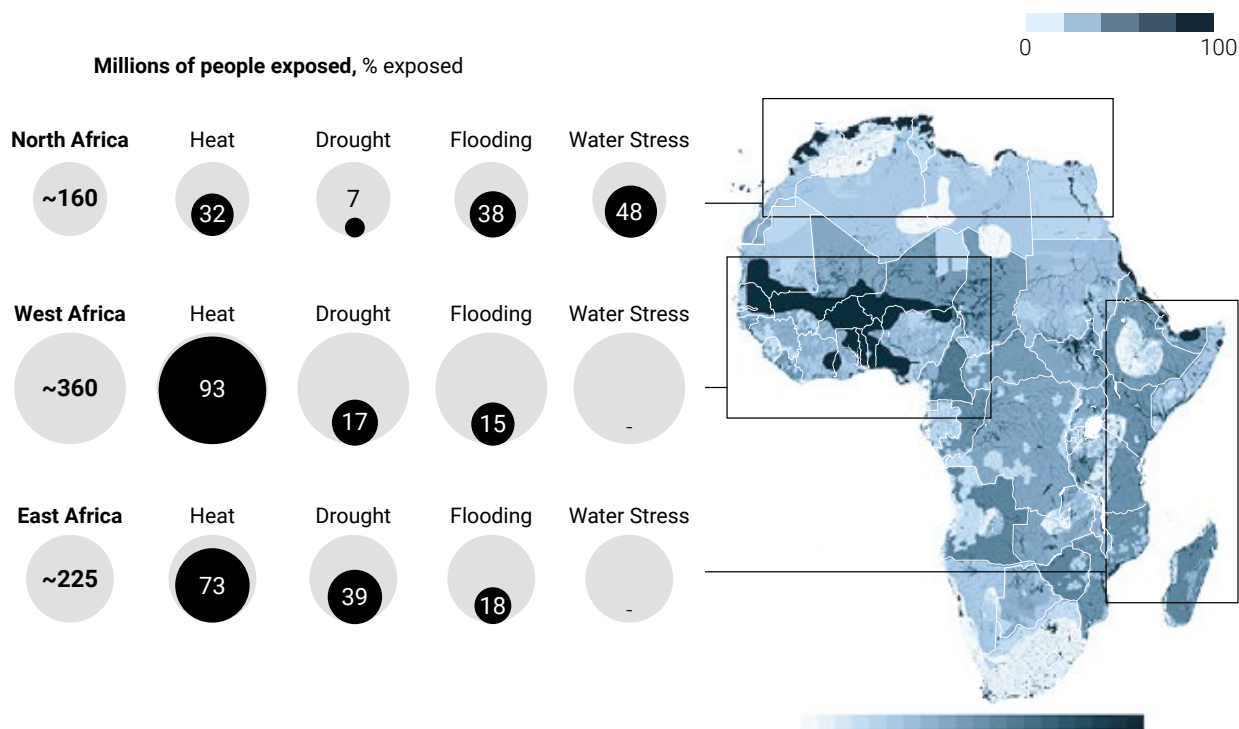 0 100
Millions of people exposed, % exposed
North Africa Heat Drought Flooding Water Stress
~160 32 7 38 48
West Africa Heat Drought Flooding Water Stress
~360 93 17 15 -
East Africa Heat Drought Flooding Water Stress
~225 73 39 18 -